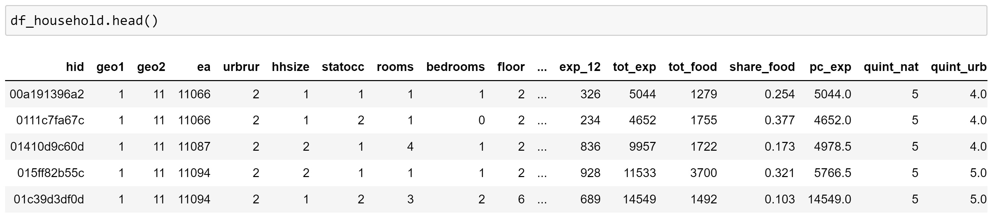 df_household.head()
hid geo1 geo2 ea urbrur hhsize statocc rooms bedrooms floor ... exp_12 tot_exp tot_food share_food pc_exp quint_nat quint_urb
00a191396a2 1 11 11066 2 1 1 1 1 2 ... 326 5044 1279 0.254 5044.0 5 4.0
0111c7fa67c 1 11 11066 2 1 2 1 0 2 ... 234 4652 1755 0.377 4652.0 5 4.0
01410d9c60d 1 11 11087 2 2 1 4 1 2 ... 836 9957 1722 0.173 4978.5 5 4.0
015ff82b55c 1 11 11094 2 2 1 1 1 2 ... 928 11533 3700 0.321 5766.5 5 5.0
01c39d3df0d 1 11 11094 2 1 2 3 2 6 ... 689 14549 1492 0.103 14549.0 5 5.0